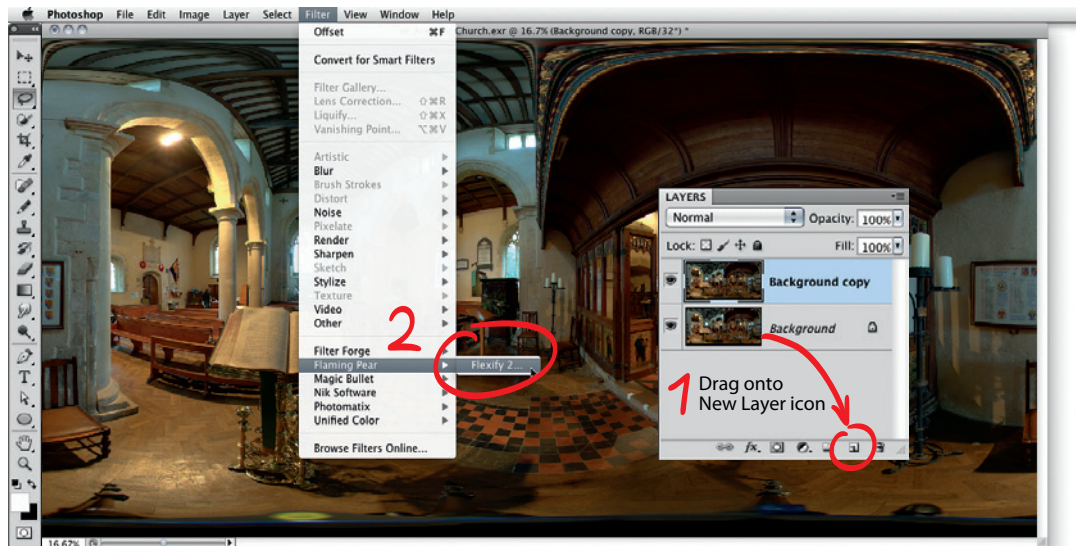 Photoshop File Edit Image Layer Select Filter View Window Help
Church.exr @ 16.7% (Background copy, RGB/32*) *
Offset ⌘F
Convert for Smart Filters
Filter Gallery...
Lens Correction... ⇧⌘R
Liquify... ⇧⌘X
Vanishing Point... ⌥⌘V
Artistic
Blur
Brush Strokes
Distort
Noise
Pixelate
Render
Sharpen
Sketch
Stylize
Texture
Video
Other
2
Filter Forge
Flaming Pear
Flexify 2...
Magic Bullet
Nik Software
Photomatix
Unified Color
Browse Filters Online...
LAYERS
Normal Opacity: 100%
Lock: Fill: 100%
Background copy
Background
1 Drag onto
New Layer icon
fx.
T
16.67%